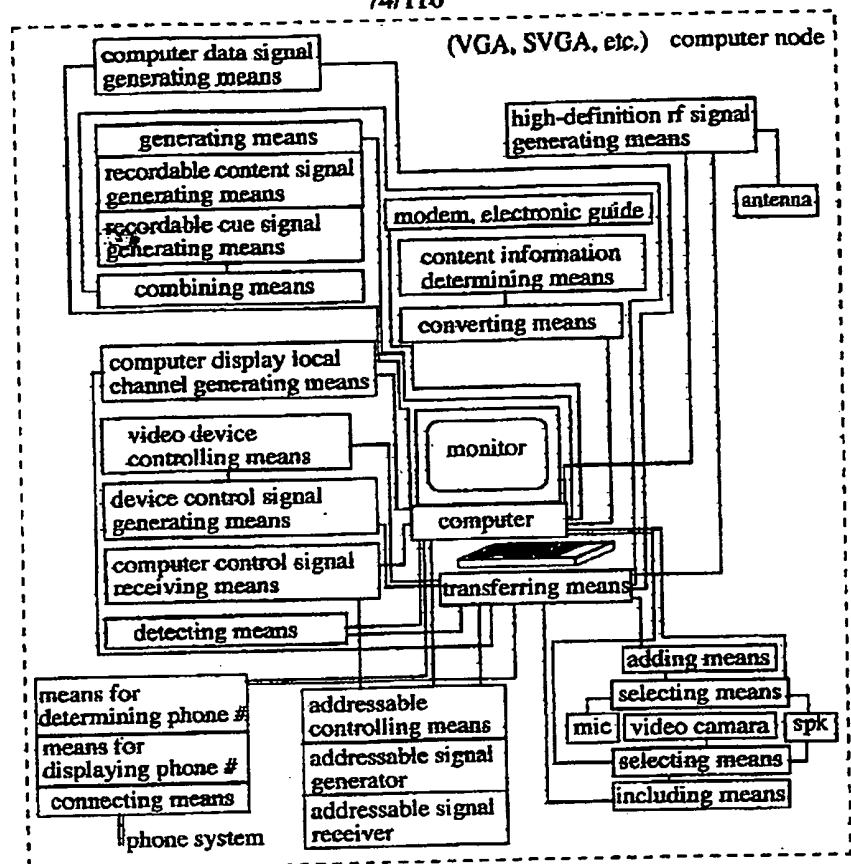 74/116
(VGA, SVGA, etc.) computer node
computer data signal
generating means
high-definition rf signal
generating means
antenna
generating means
recordable content signal
generating means
recordable cue signal
generating means
combining means
modem, electronic guide
content information
determining means
converting means
computer display local
channel generating means
video device
controlling means
device control signal
generating means
computer control signal
receiving means
detecting means
monitor
computer
transferring means
means for
determining phone #
means for
displaying phone #
connecting means
phone system
addressable
controlling means
addressable signal
generator
addressable signal
receiver
adding means
selecting means
mic
video camara
spk
selecting means
including means